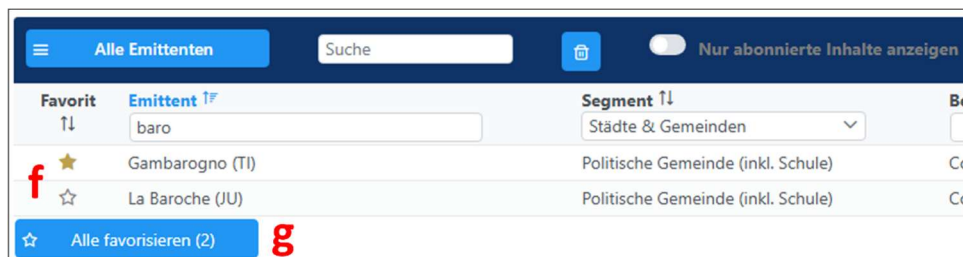 Alle Emittenten Suche Nur abonnierte Inhalte anzeigen
Favorit Emittent Segment
baro Städte & Gemeinden
f
Gambarogno (TI) Politische Gemeinde (inkl. Schule)
La Baroche (JU) Politische Gemeinde (inkl. Schule)
Alle favorisieren (2) g